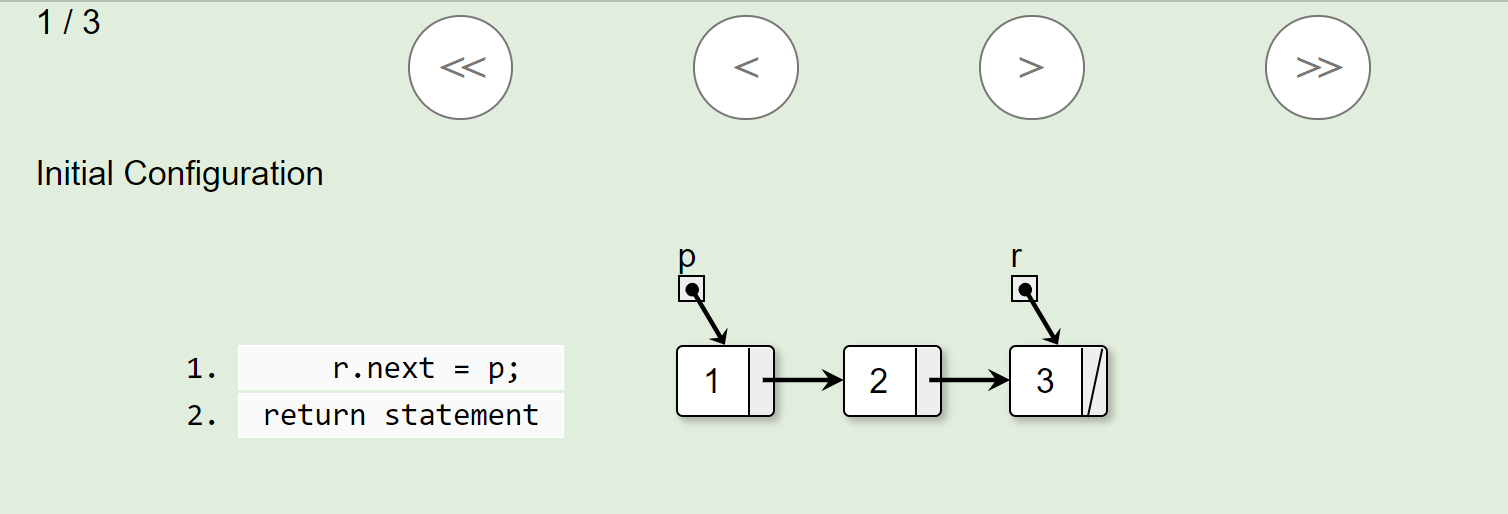 1 / 3
<< < > >>
Initial Configuration
p r
1. r.next = p;
2. return statement
1 2 3